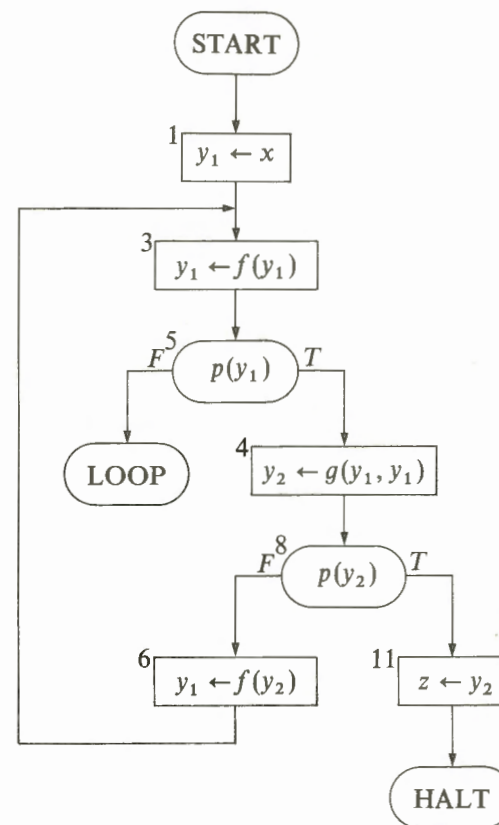 START
1
y₁ ← x
3
y₁ ← f(y₁)
F 5 T
p(y₁)
LOOP
4
y₂ ← g(y₁, y₁)
F 8 T
p(y₂)
6
y₁ ← f(y₂)
11
z ← y₂
HALT